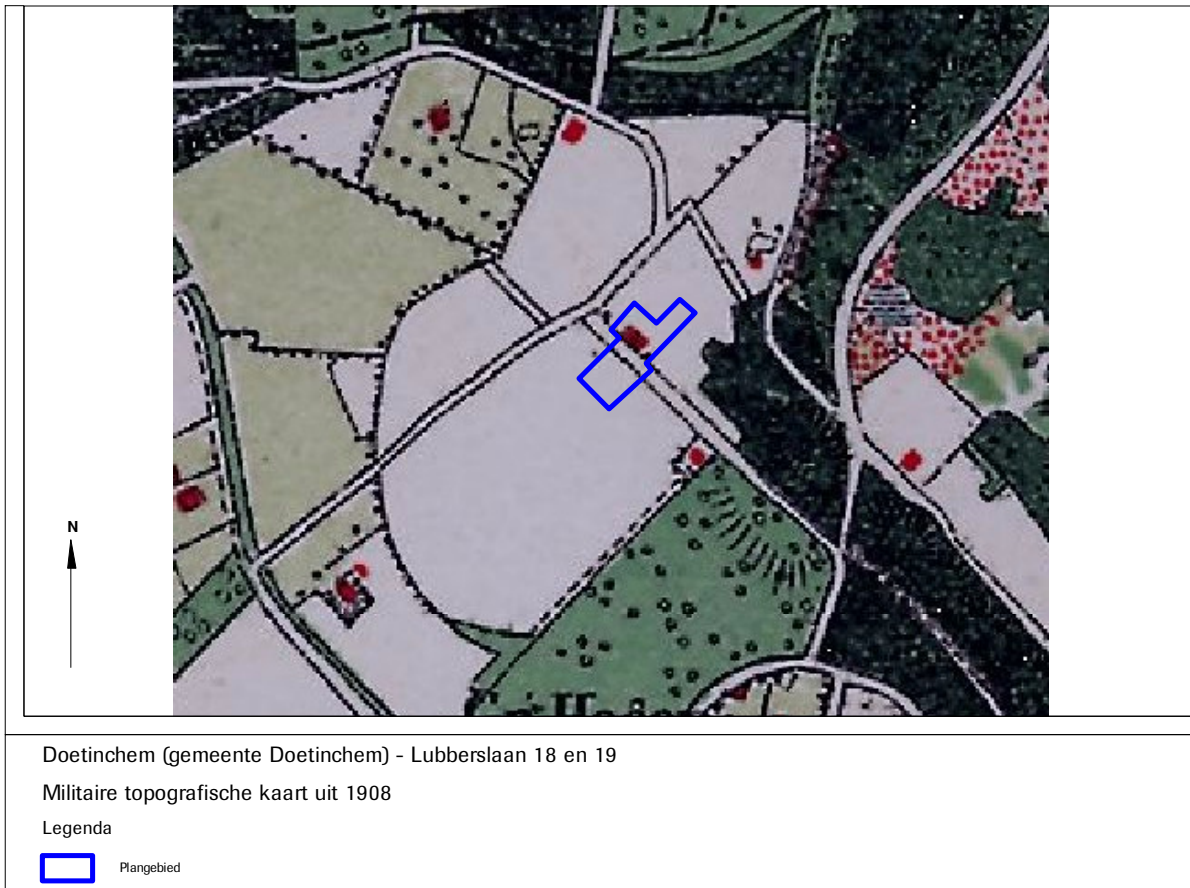 N
Doetinchem (gemeente Doetinchem) - Lubberslaan 18 en 19
Militaire topografische kaart uit 1908
Legenda
Plangebied